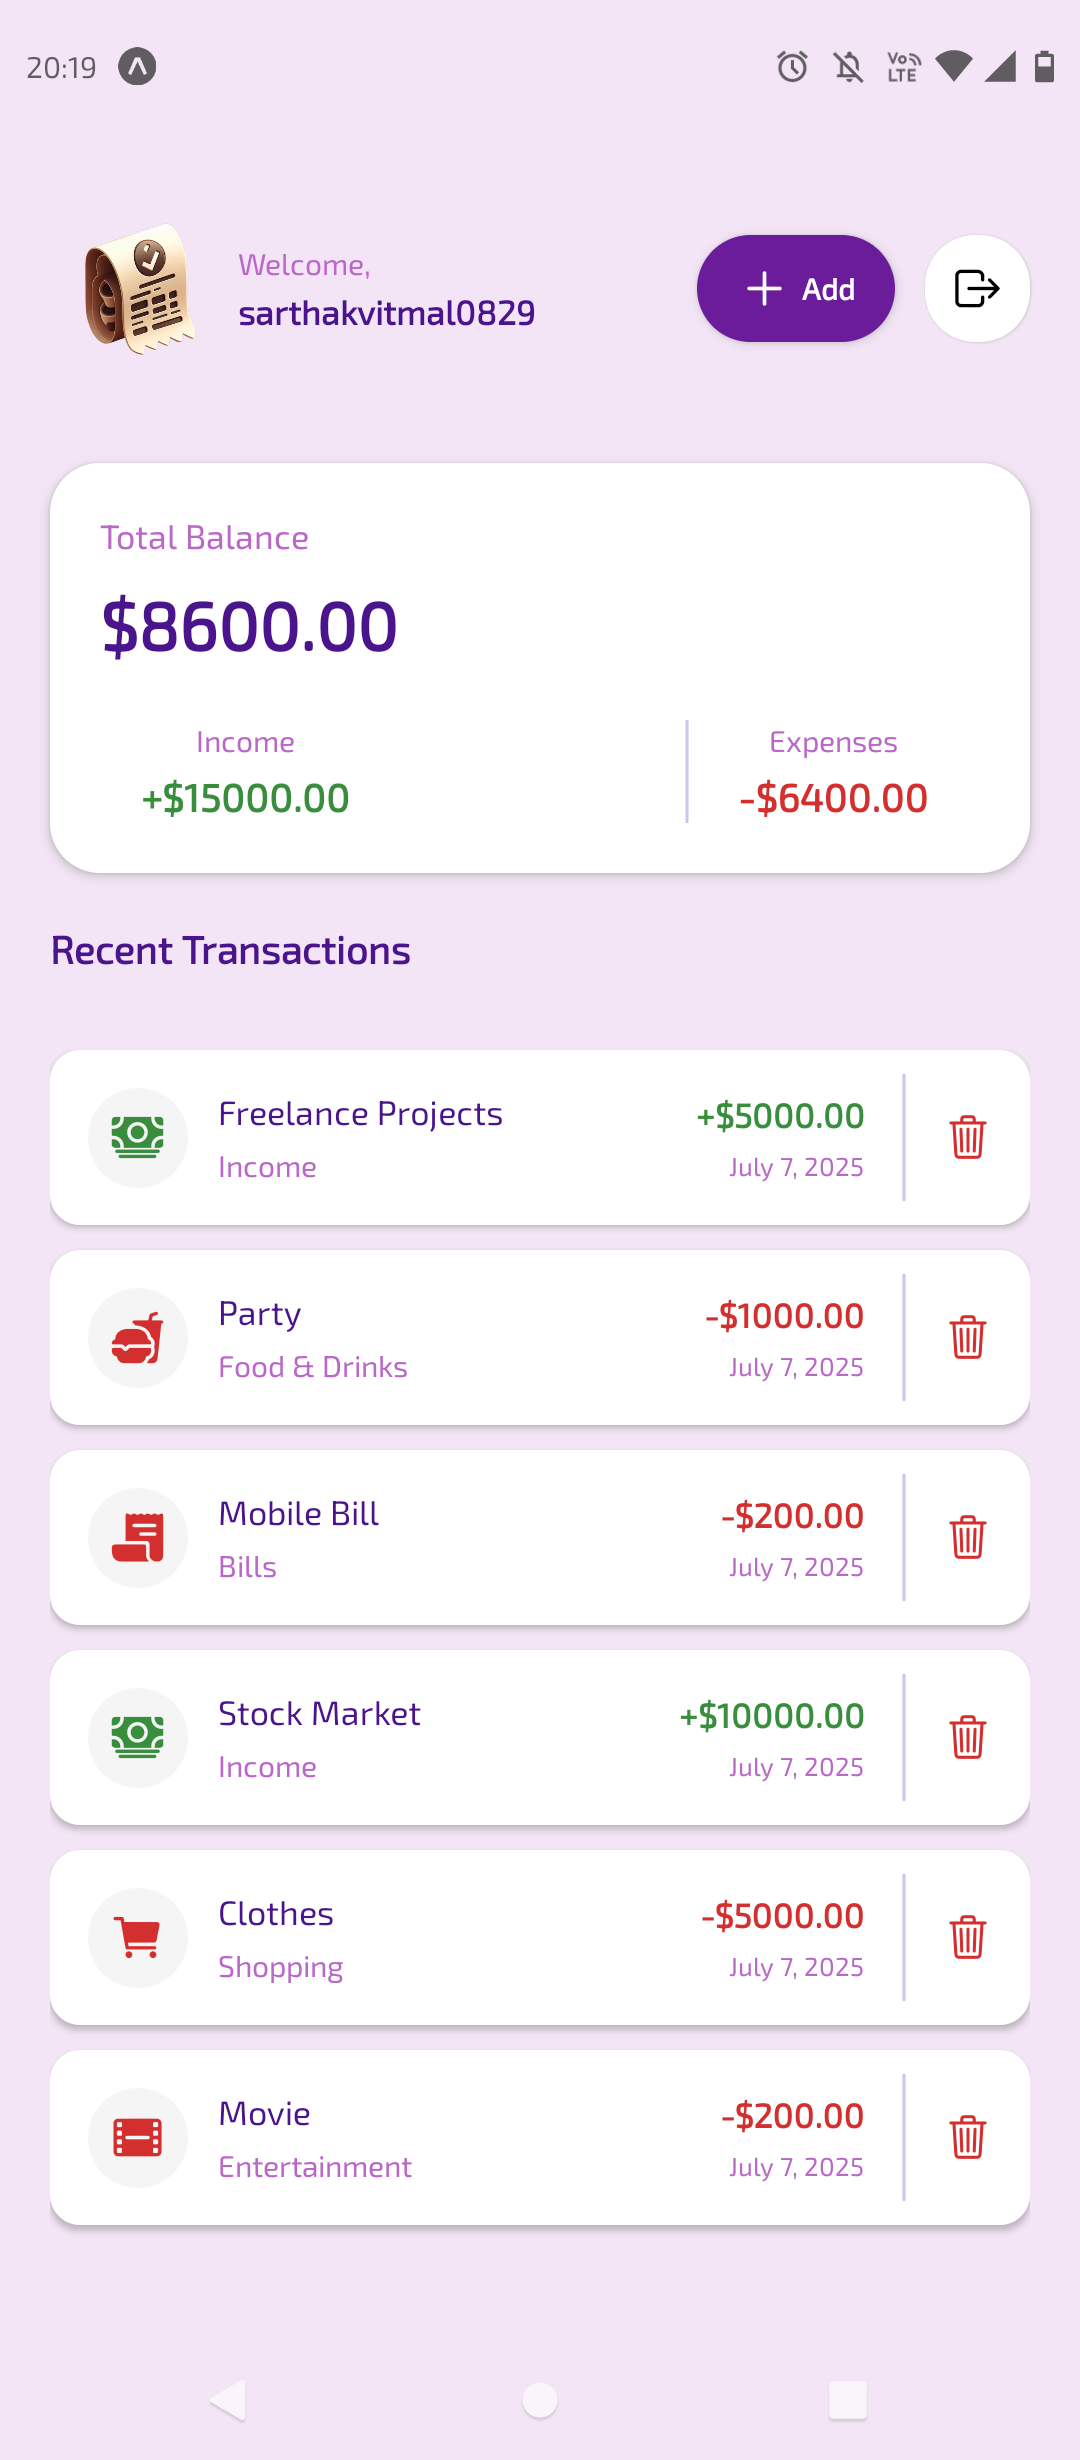 20:19
Vo LTE
Welcome,
sarthakvitmal0829
Add
Total Balance
$8600.00
Income
Expenses
+$15000.00
-$6400.00
Recent Transactions
Freelance Projects
+$5000.00
Income
July 7, 2025
Party
-$1000.00
Food & Drinks
July 7, 2025
Mobile Bill
-$200.00
Bills
July 7, 2025
Stock Market
+$10000.00
Income
July 7, 2025
Clothes
-$5000.00
Shopping
July 7, 2025
Movie
-$200.00
Entertainment
July 7, 2025